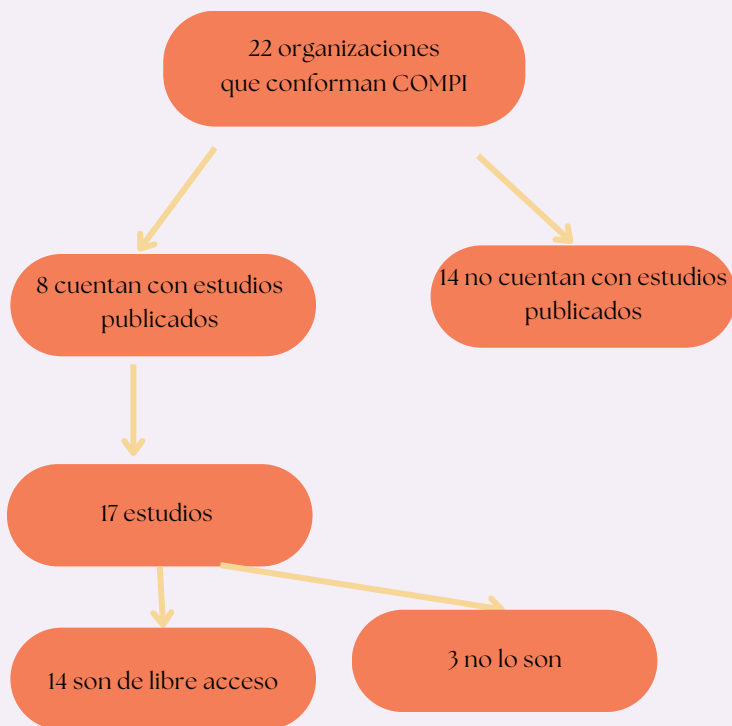 22 organizaciones
que conforman COMPI
8 cuentan con estudios
publicados
14 no cuentan con estudios
publicados
17 estudios
14 son de libre acceso
3 no lo son